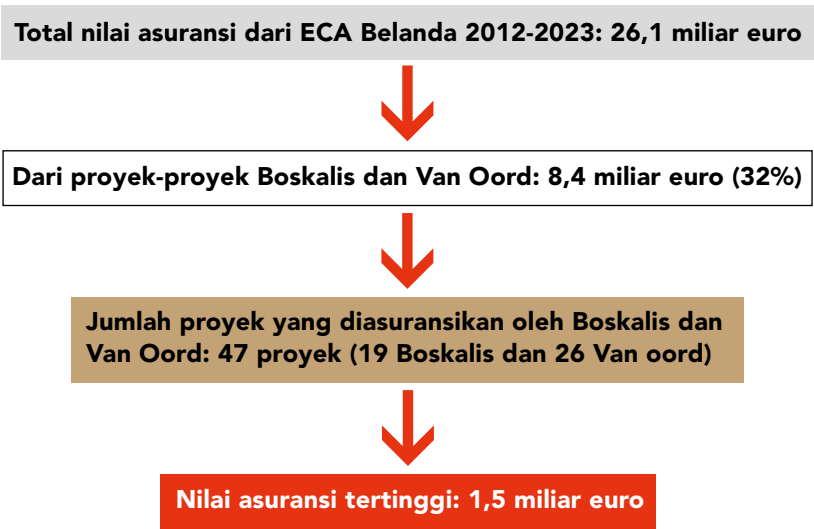 Total nilai asuransi dari ECA Belanda 2012-2023: 26,1 miliar euro
Dari proyek-proyek Boskalis dan Van Oord: 8,4 miliar euro (32%)
Jumlah proyek yang diasuransikan oleh Boskalis dan
Van Oord: 47 proyek (19 Boskalis dan 26 Van oord)
Nilai asuransi tertinggi: 1,5 miliar euro